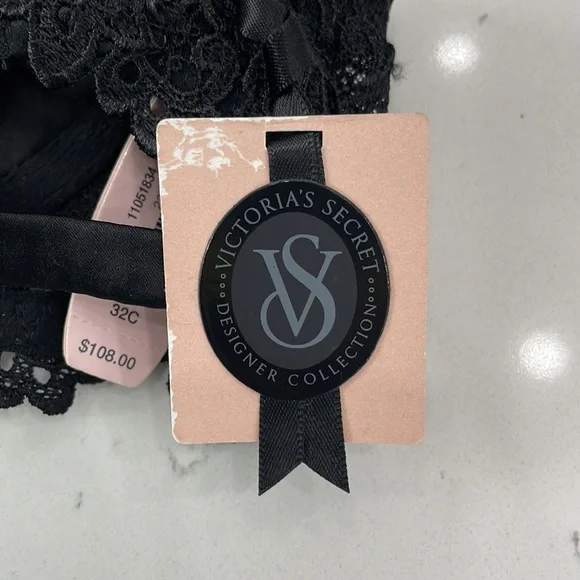 VICTORIA'S SECRET
VS
DESIGNER COLLECTION
11051834
32C
$108.00